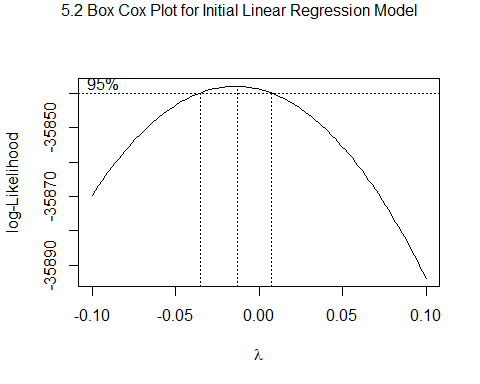 5.2 Box Cox Plot for Initial Linear Regression Model
95%
log-Likelihood
-35850
-35870
-35890
-0.10 -0.05 0.00 0.05 0.10
λ